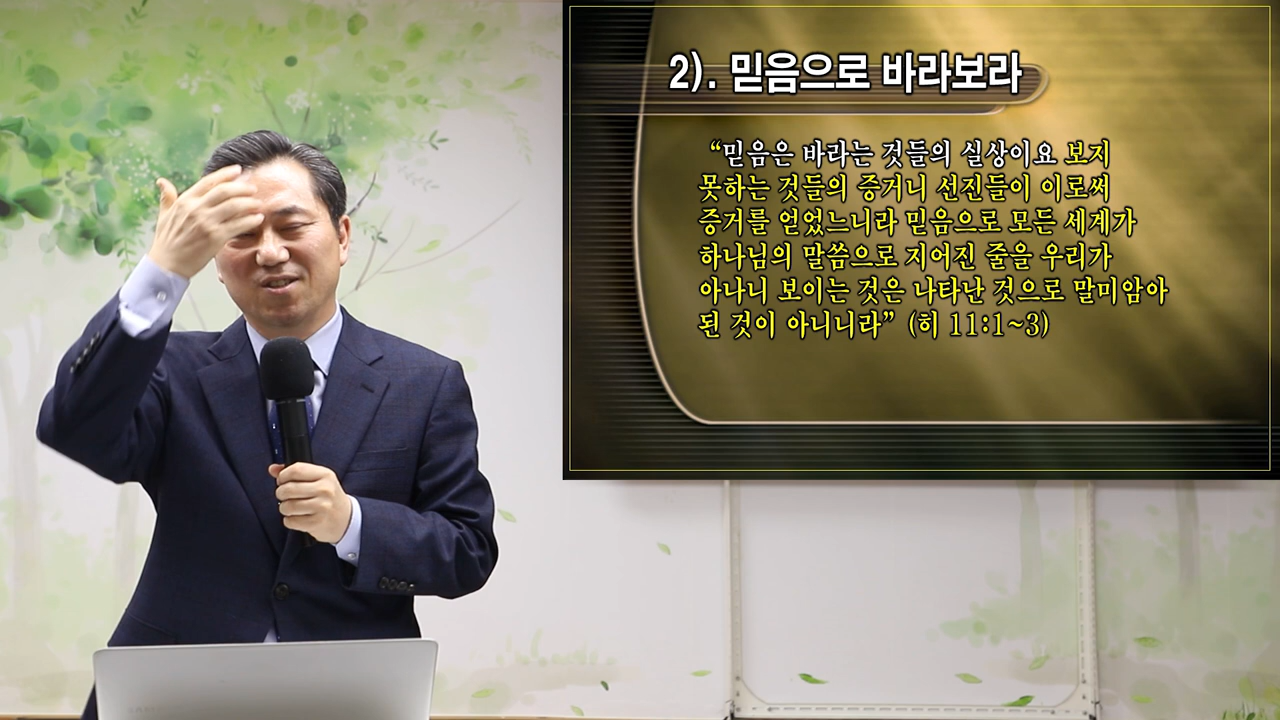 2). 믿음으로 바라보라
“믿음은 바라는 것들의 실상이요 보지
못하는 것들의 증거니 선진들이 이로써
증거를 얻었느니라 믿음으로 모든 세계가
하나님의 말씀으로 지어진 줄을 우리가
아나니 보이는 것은 나타난 것으로 말미암아
된 것이 아니니라” (히 11:1~3)